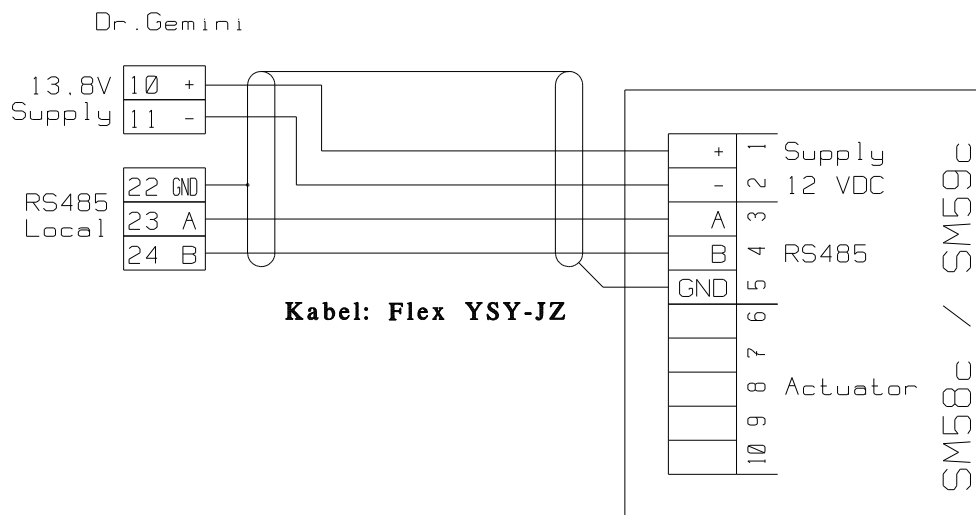 Dr.Gemini
13.8V
Supply
10 +
11 -
RS485
Local
22 GND
23 A
24 B
Kabel: Flex YSY-JZ
+ 1
- 2
A 3
B 4
GND 5
6
7
8
9
10
Supply
12 VDC
RS485
Actuator
SM58c / SM59c